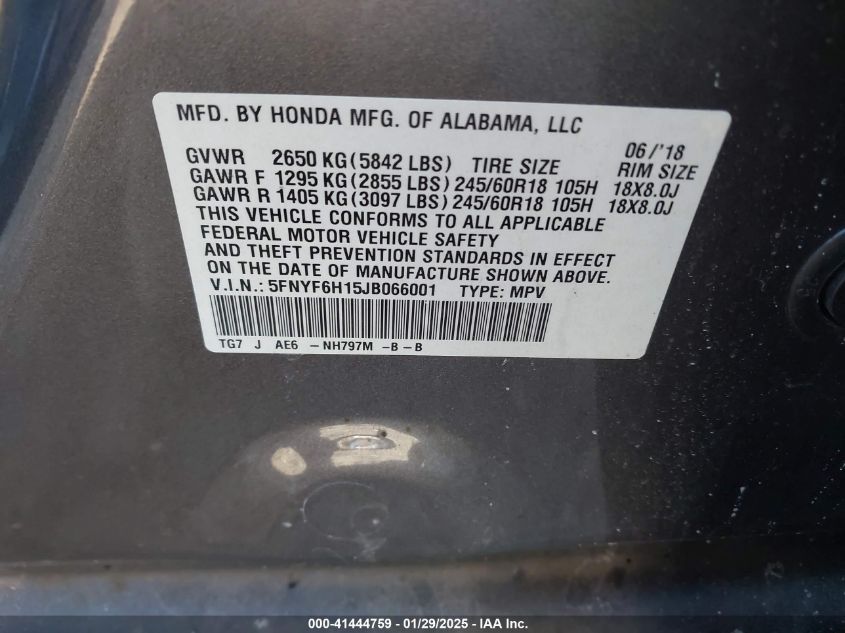 MFD. BY HONDA MFG. OF ALABAMA, LLC
06/'18
GVWR 2650 KG(5842 LBS) TIRE SIZE RIM SIZE
GAWR F 1295 KG(2855 LBS) 245/60R18 105H 18X8.0J
GAWR R 1405 KG(3097 LBS) 245/60R18 105H 18X8.0J
THIS VEHICLE CONFORMS TO ALL APPLICABLE
FEDERAL MOTOR VEHICLE SAFETY
AND THEFT PREVENTION STANDARDS IN EFFECT
ON THE DATE OF MANUFACTURE SHOWN ABOVE.
V.I.N.: 5FNYF6H15JB066001 TYPE: MPV
TG7 J AE6 -NH797M -B -B
000-41444759 - 01/29/2025 - IAA Inc.